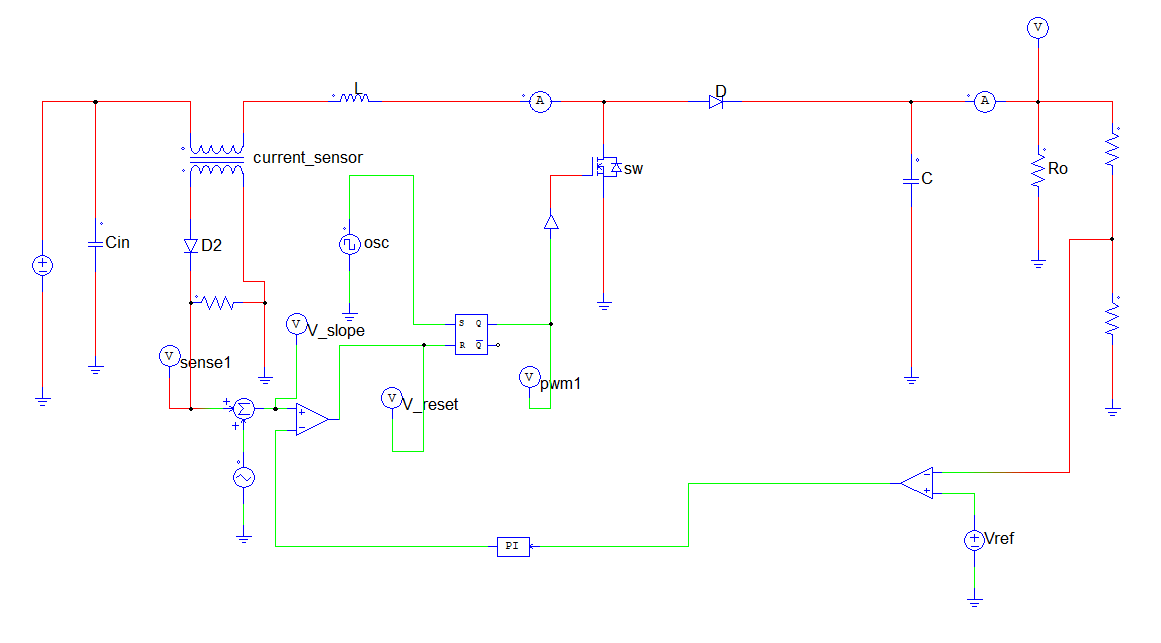 V
L
A
D
A
current_sensor
sw
Ro
C
osc
Cin
D2
V
V_slope
S Q
R Q̅
V
sense1
V
pwm1
V
V_reset
Σ
PI
Vref